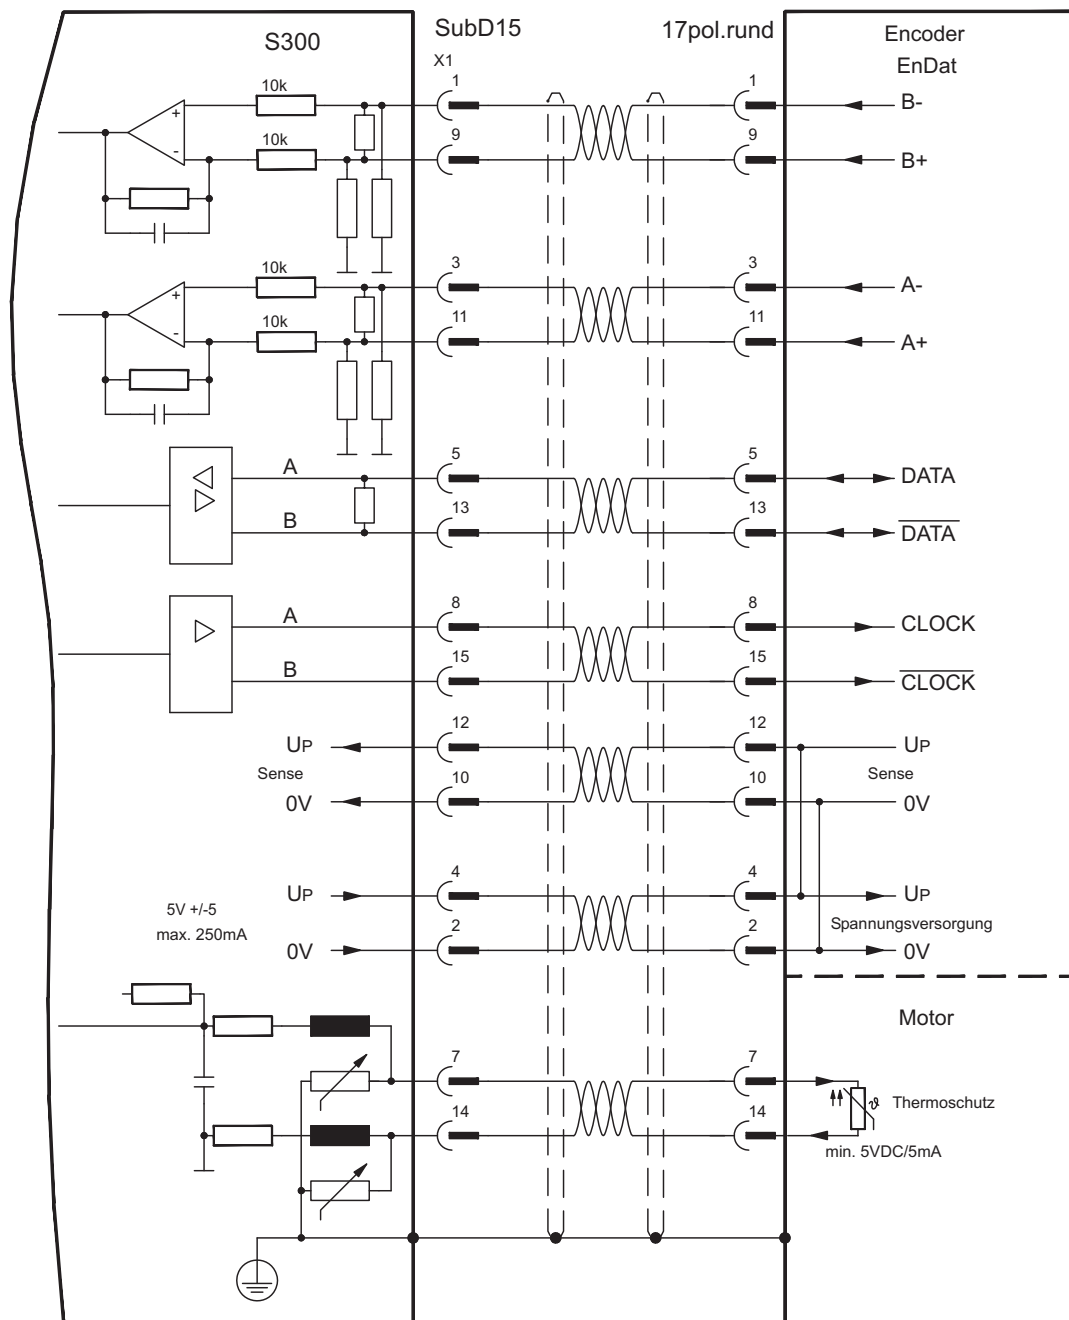 S300
SubD15
17pol.rund
Encoder
EnDat
X1
10k
1
1
B-
+
10k
9
9
B+
-
10k
3
3
A-
+
10k
11
11
A+
-
A
5
5
DATA
B
13
13
DATA
A
8
8
CLOCK
B
15
15
CLOCK
UP
12
12
UP
Sense
Sense
0V
10
10
0V
UP
4
4
UP
5V +/-5
max. 250mA
Spannungsversorgung
0V
2
2
0V
Motor
7
7
ϑ
Thermoschutz
14
14
min. 5VDC/5mA